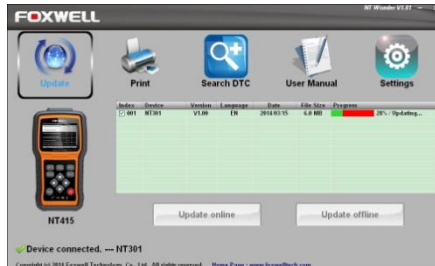 FOXWELL
NT Wonder V1.01
Update Print Search DTC User Manual Settings
Index Device Version Language Date File Size Progress
001 NT301 V1.00 EN 2014/03/15 6.0 MB 28% / Updating...
NT415
Update online Update offline
Device connected. --- NT301
Copyright (c) 2014 Foxwell Technology Co., Ltd. All rights reserved. Home Page : www.foxwelltech.com